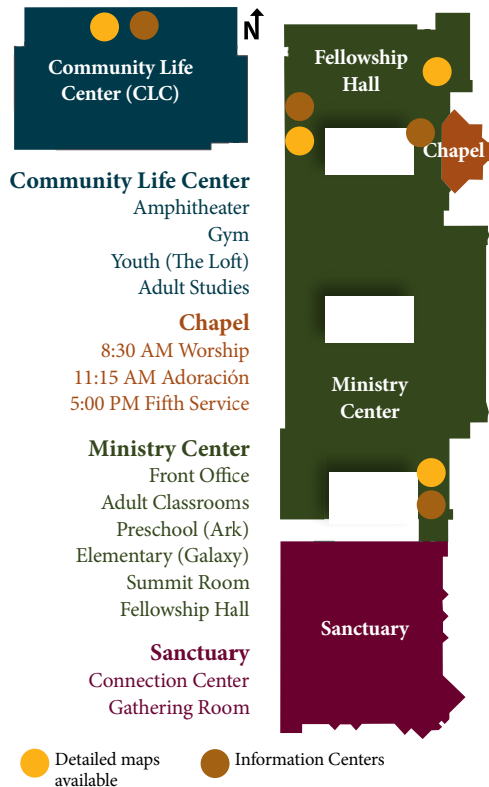 N
Community Life
Center (CLC)
Fellowship
Hall
Chapel
Community Life Center
Amphitheater
Gym
Youth (The Loft)
Adult Studies
Chapel
8:30 AM Worship
11:15 AM Adoración
5:00 PM Fifth Service
Ministry
Center
Ministry Center
Front Office
Adult Classrooms
Preschool (Ark)
Elementary (Galaxy)
Summit Room
Fellowship Hall
Sanctuary
Sanctuary
Connection Center
Gathering Room
Detailed maps
available
Information Centers